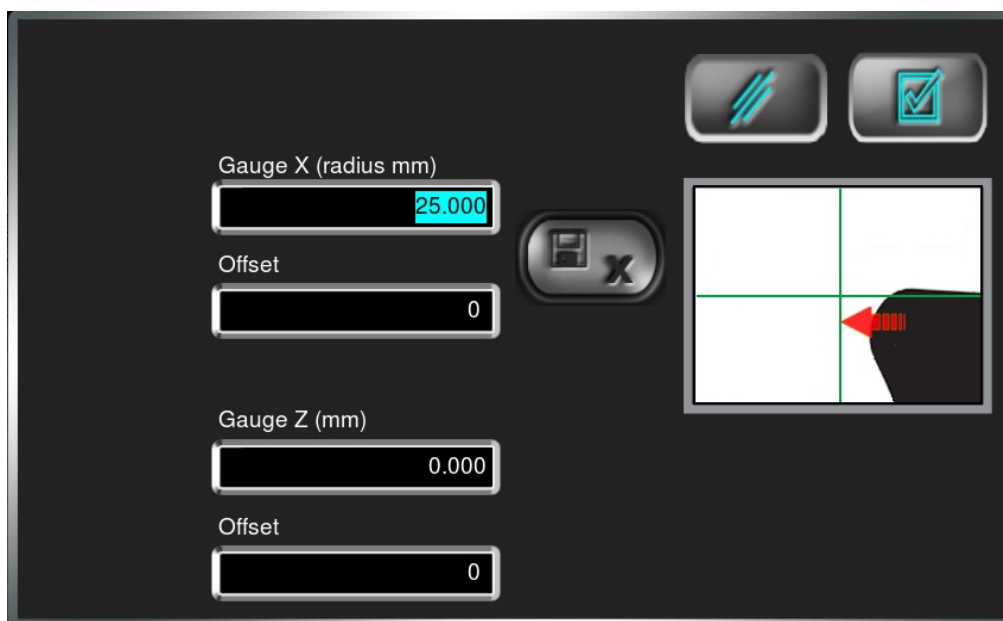 Gauge X (radius mm)
25.000
Offset
0
X
Gauge Z (mm)
0.000
Offset
0